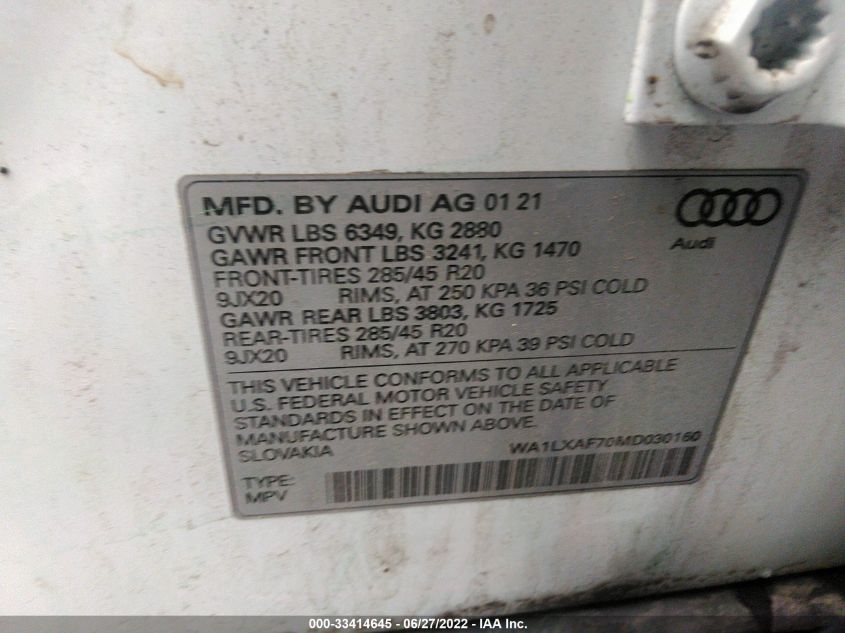 MFD. BY AUDI AG 01 21
GVWR LBS 6349, KG 2880
GAWR FRONT LBS 3241, KG 1470
FRONT-TIRES 285/45 R20
9JX20 RIMS, AT 250 KPA 36 PSI COLD
GAWR REAR LBS 3803, KG 1725
REAR-TIRES 285/45 R20
9JX20 RIMS, AT 270 KPA 39 PSI COLD
Audi
THIS VEHICLE CONFORMS TO ALL APPLICABLE
U.S. FEDERAL MOTOR VEHICLE SAFETY
STANDARDS IN EFFECT ON THE DATE OF
MANUFACTURE SHOWN ABOVE.
SLOVAKIA WA1LXAF70MD030160
TYPE:
MPV
000-33414645 - 06/27/2022 - IAA Inc.